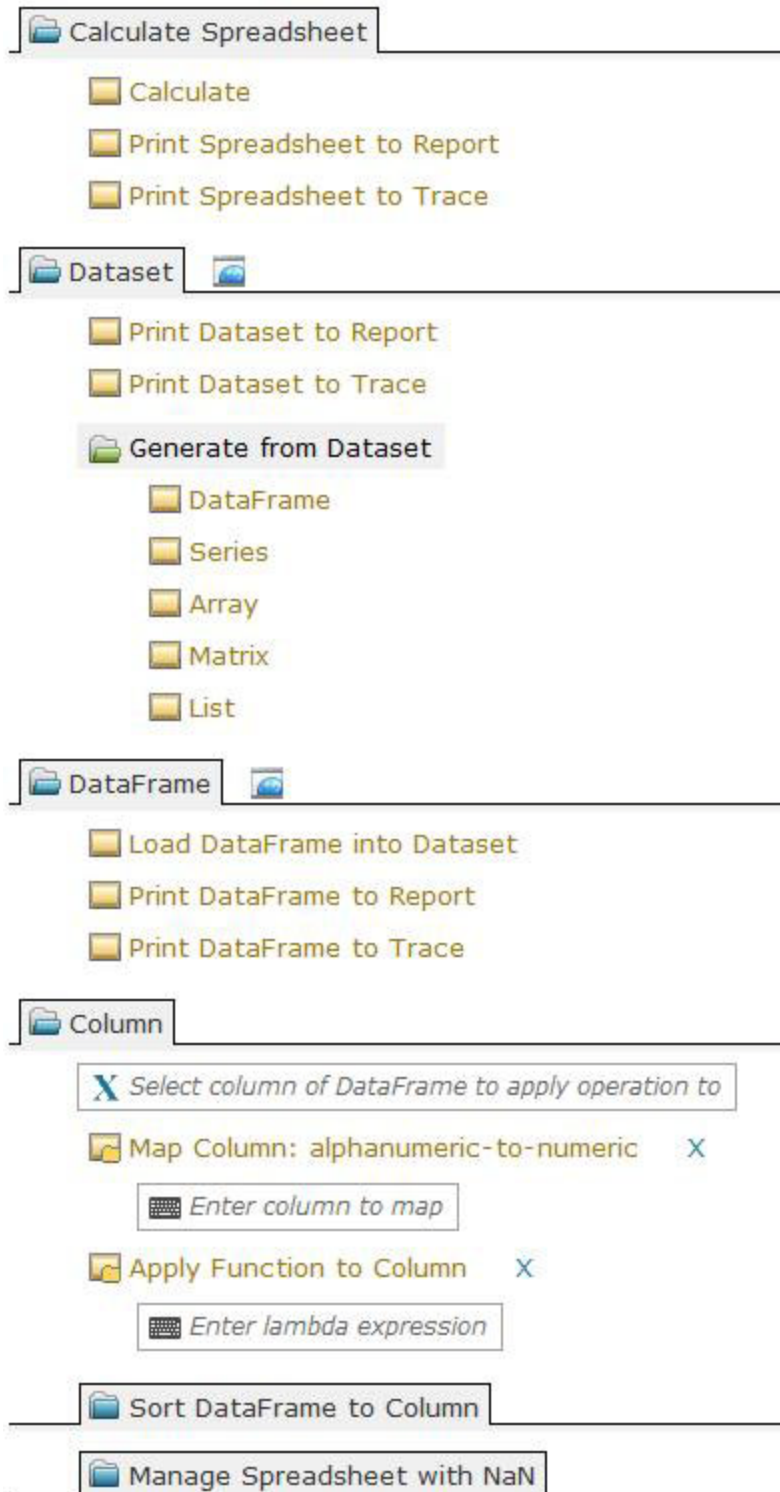 Calculate Spreadsheet
Calculate
Print Spreadsheet to Report
Print Spreadsheet to Trace
Dataset
Print Dataset to Report
Print Dataset to Trace
Generate from Dataset
DataFrame
Series
Array
Matrix
List
DataFrame
Load DataFrame into Dataset
Print DataFrame to Report
Print DataFrame to Trace
Column
X Select column of DataFrame to apply operation to
Map Column: alphanumeric-to-numeric X
Enter column to map
Apply Function to Column X
Enter lambda expression
Sort DataFrame to Column
Manage Spreadsheet with NaN